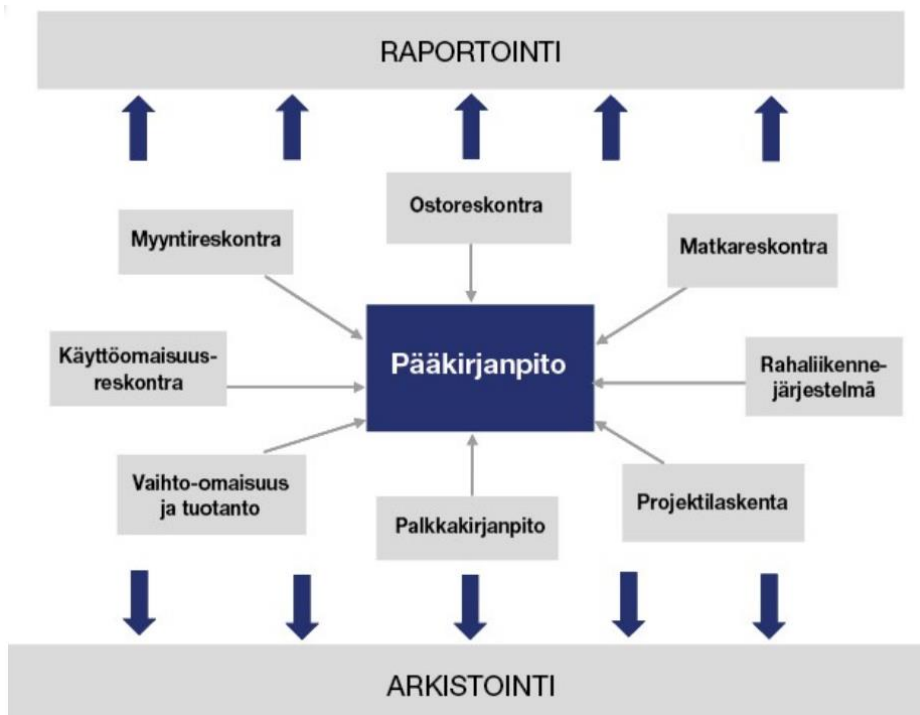 RAPORTOINTI
Ostoreskontra
Myyntireskontra
Matkareskontra
Käyttöomaisuus-
reskontra
Pääkirjanpito
Rahaliikenne-
järjestelmä
Vaihto-omaisuus
ja tuotanto
Palkkakirjanpito
Projektilaskenta
ARKISTOINTI